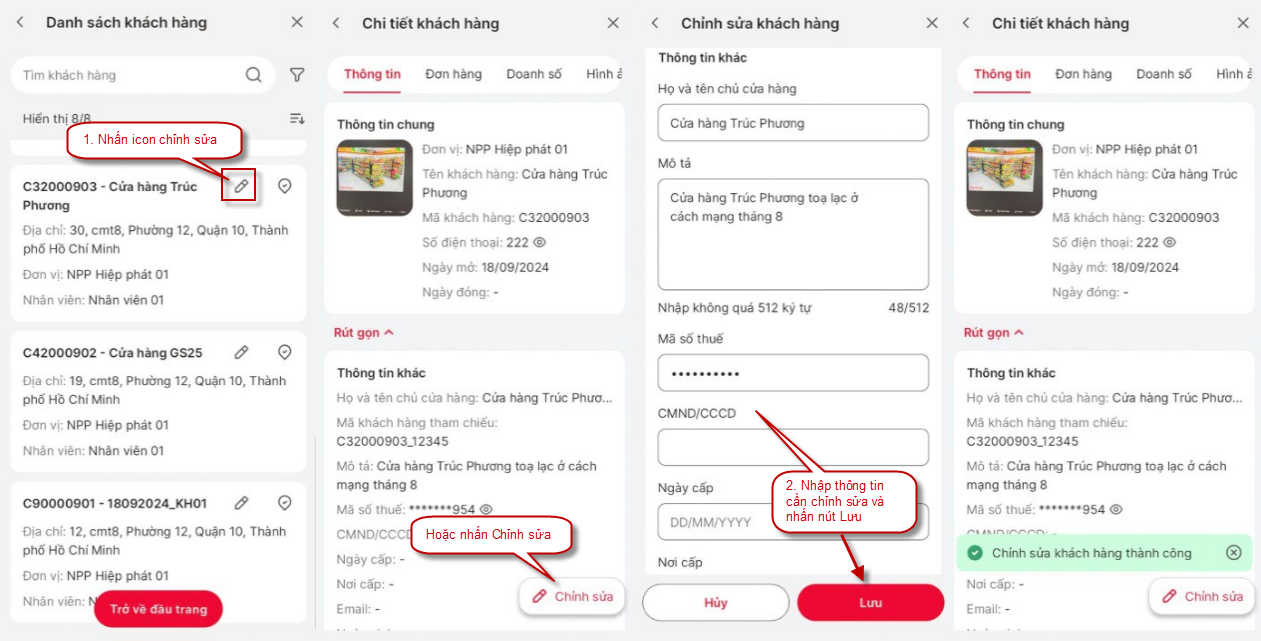 Danh sách khách hàng
Tìm khách hàng
Hiển thị 8/8
1. Nhấn icon chỉnh sửa
C32000903 - Cửa hàng Trúc
Phương
Địa chỉ: 30, cmt8, Phường 12, Quận 10, Thành
phố Hồ Chí Minh
Đơn vị: NPP Hiệp phát 01
Nhân viên: Nhân viên 01
C42000902 - Cửa hàng GS25
Địa chỉ: 19, cmt8, Phường 12, Quận 10, Thành
phố Hồ Chí Minh
Đơn vị: NPP Hiệp phát 01
Nhân viên: Nhân viên 01
C90000901 - 18092024_KH01
Địa chỉ: 12, cmt8, Phường 12, Quận 10, Thành
phố Hồ Chí Minh
Đơn vị: NPP Hiệp phát 01
Nhân viên: N
Trở về đầu trang
Chi tiết khách hàng
Thông tin Đơn hàng Doanh số Hình ả
Thông tin chung
Đơn vị: NPP Hiệp phát 01
Tên khách hàng: Cửa hàng Trúc
Phương
Mã khách hàng: C32000903
Số điện thoại: 222
Ngày mở: 18/09/2024
Ngày đóng: -
Rút gọn
Thông tin khác
Họ và tên chủ cửa hàng: Cửa hàng Trúc Phươ...
Mã khách hàng tham chiếu:
C32000903_12345
Mô tả: Cửa hàng Trúc Phương toạ lạc ở cách
mạng tháng 8
Mã số thuế: *******954
CMND/CCCD
Hoặc nhấn Chỉnh sửa
Ngày cấp: -
Nơi cấp: -
Email: -
Chỉnh sửa
Chỉnh sửa khách hàng
Thông tin khác
Họ và tên chủ cửa hàng
Cửa hàng Trúc Phương
Mô tả
Cửa hàng Trúc Phương toạ lạc ở
cách mạng tháng 8
Nhập không quá 512 ký tự 48/512
Mã số thuế
••••••••••
CMND/CCCD
Ngày cấp
DD/MM/YYYY
2. Nhập thông tin
cần chỉnh sửa và
nhấn nút Lưu
Nơi cấp
Hủy
Lưu
Chi tiết khách hàng
Thông tin Đơn hàng Doanh số Hình ả
Thông tin chung
Đơn vị: NPP Hiệp phát 01
Tên khách hàng: Cửa hàng Trúc
Phương
Mã khách hàng: C32000903
Số điện thoại: 222
Ngày mở: 18/09/2024
Ngày đóng: -
Rút gọn
Thông tin khác
Họ và tên chủ cửa hàng: Cửa hàng Trúc Phươ...
Mã khách hàng tham chiếu:
C32000903_12345
Mô tả: Cửa hàng Trúc Phương toạ lạc ở cách
mạng tháng 8
Mã số thuế: *******954
CMND/CCCD: -
Chỉnh sửa khách hàng thành công
Nơi cấp: -
Email: -
Chỉnh sửa